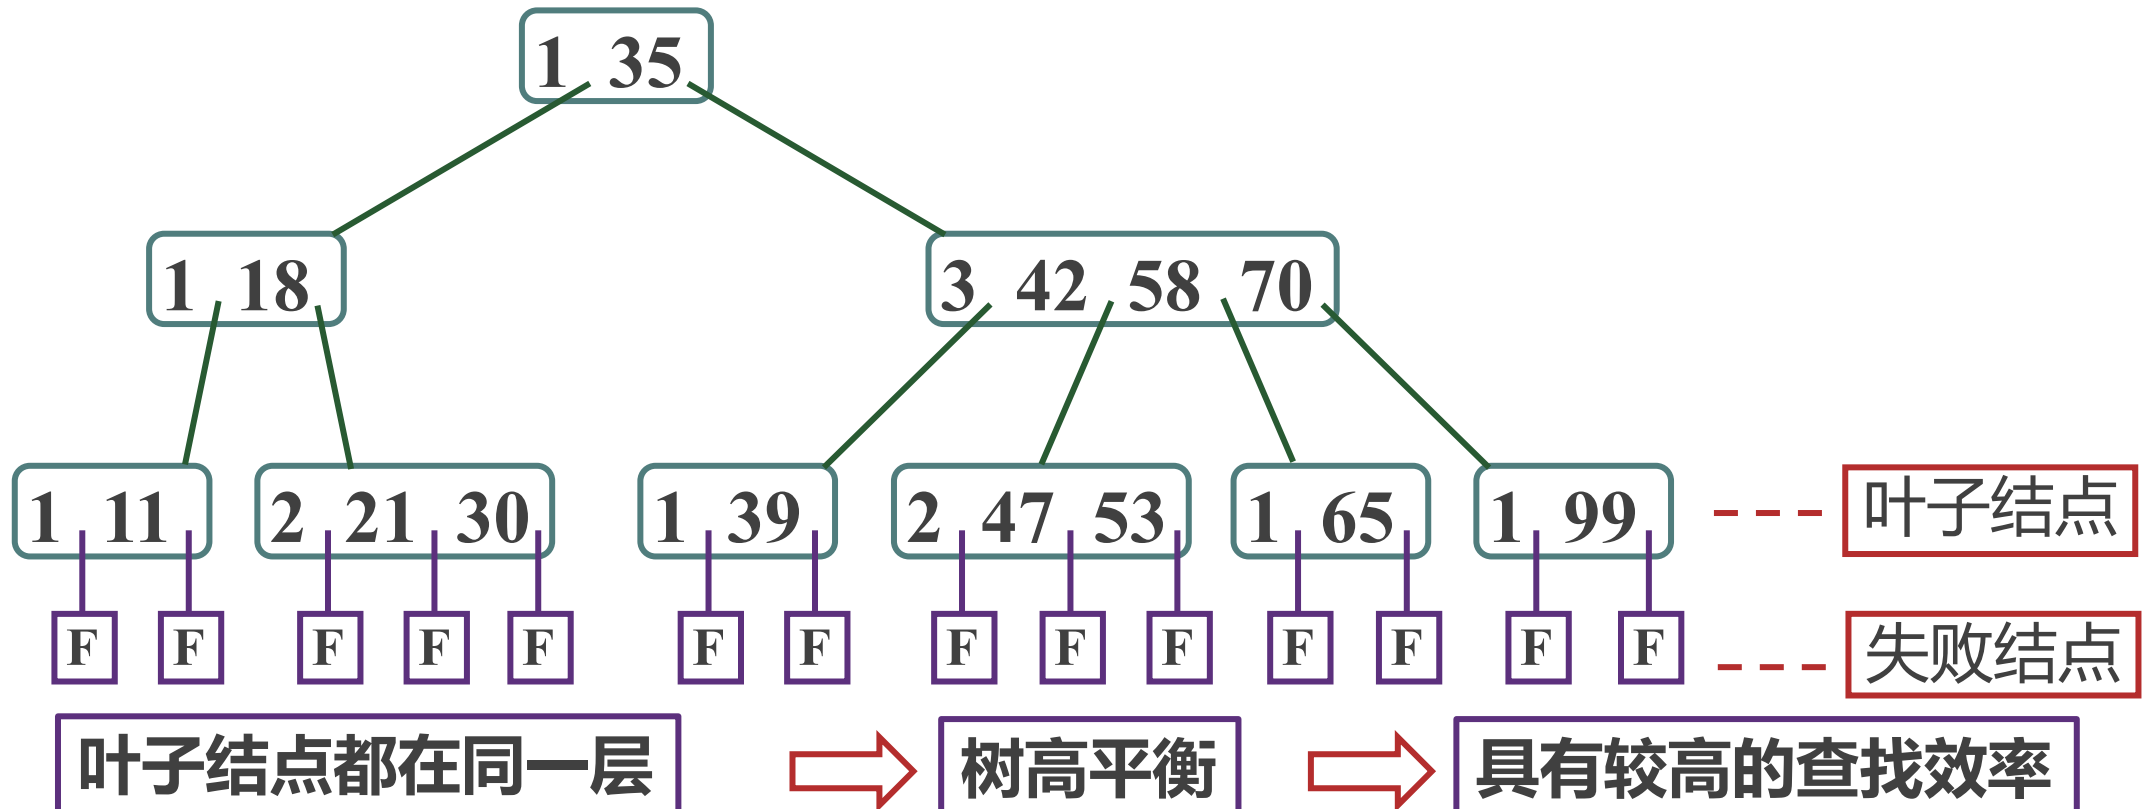 1 35
1 18
3 42 58 70
1 11
2 21 30
1 39
2 47 53
1 65
1 99
叶子结点
F F F F F F F F F F F F F F
失败结点
叶子结点都在同一层
树高平衡
具有较高的查找效率